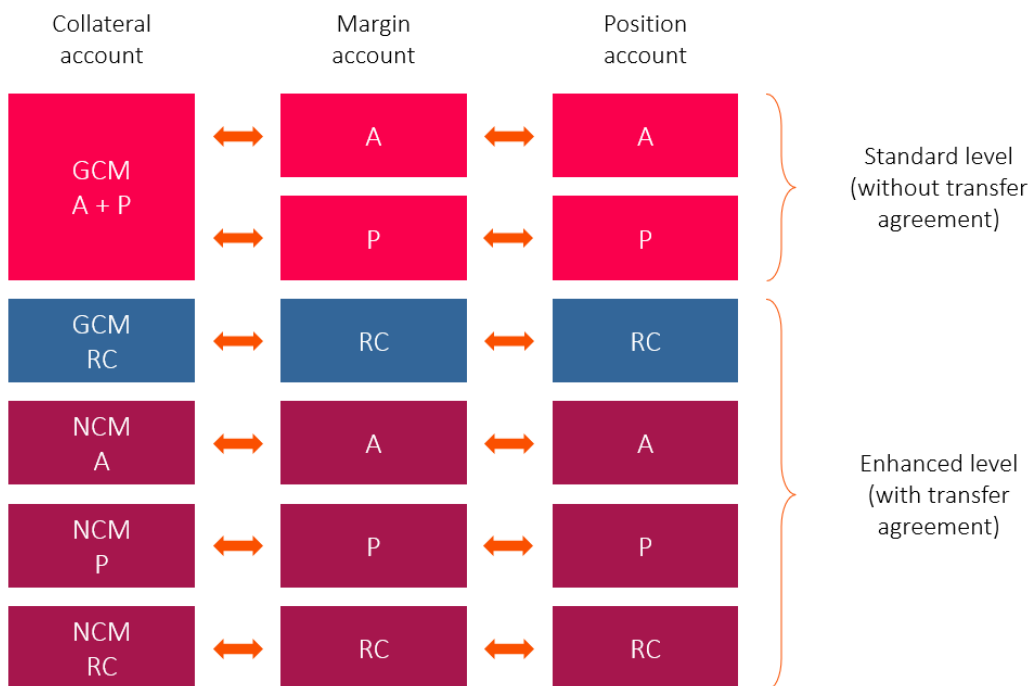 Collateral
account
Margin
account
Position
account
GCM
A + P
A
A
P
P
Standard level
(without transfer
agreement)
GCM
RC
RC
RC
NCM
A
A
A
NCM
P
P
P
NCM
RC
RC
RC
Enhanced level
(with transfer
agreement)